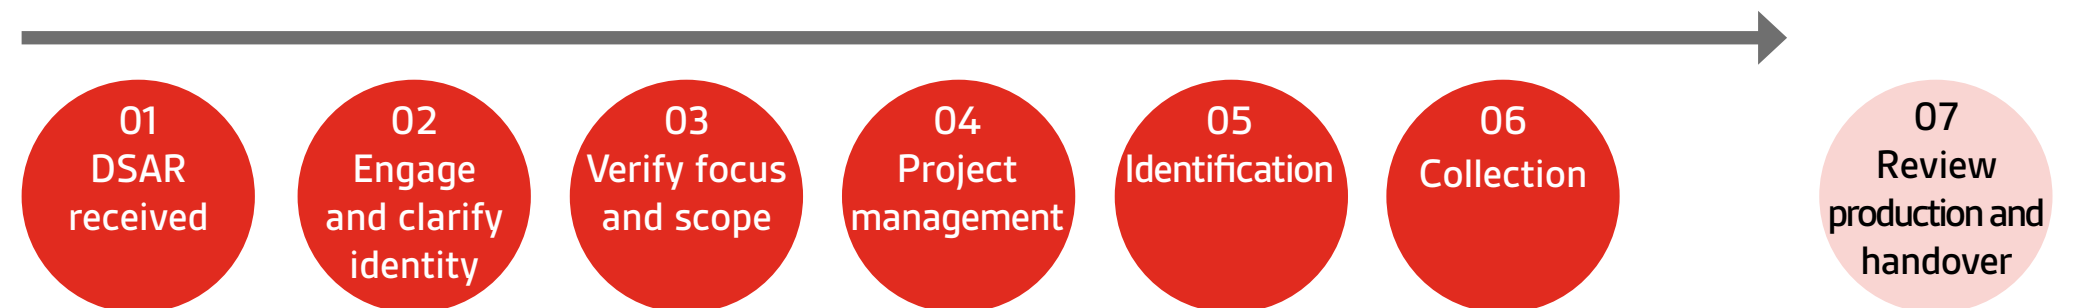 01
DSAR
received
02
Engage
and clarify
identity
03
Verify focus
and scope
04
Project
management
05
Identification
06
Collection
07
Review
production and
handover